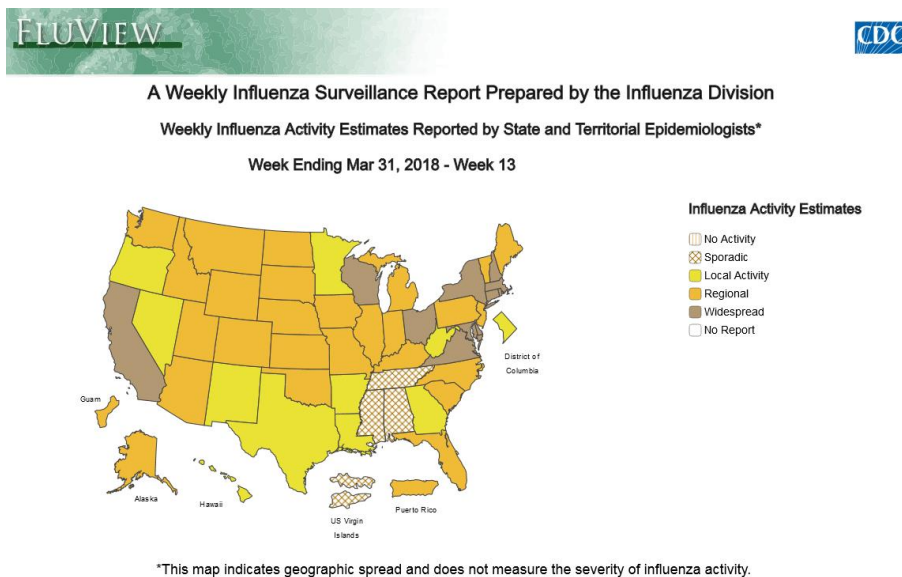 FLUVIEW
CDC
A Weekly Influenza Surveillance Report Prepared by the Influenza Division
Weekly Influenza Activity Estimates Reported by State and Territorial Epidemiologists*
Week Ending Mar 31, 2018 - Week 13
Influenza Activity Estimates
No Activity
Sporadic
Local Activity
Regional
Widespread
No Report
District of
Columbia
Guam
Alaska
Hawaii
US Virgin
Islands
Puerto Rico
*This map indicates geographic spread and does not measure the severity of influenza activity.